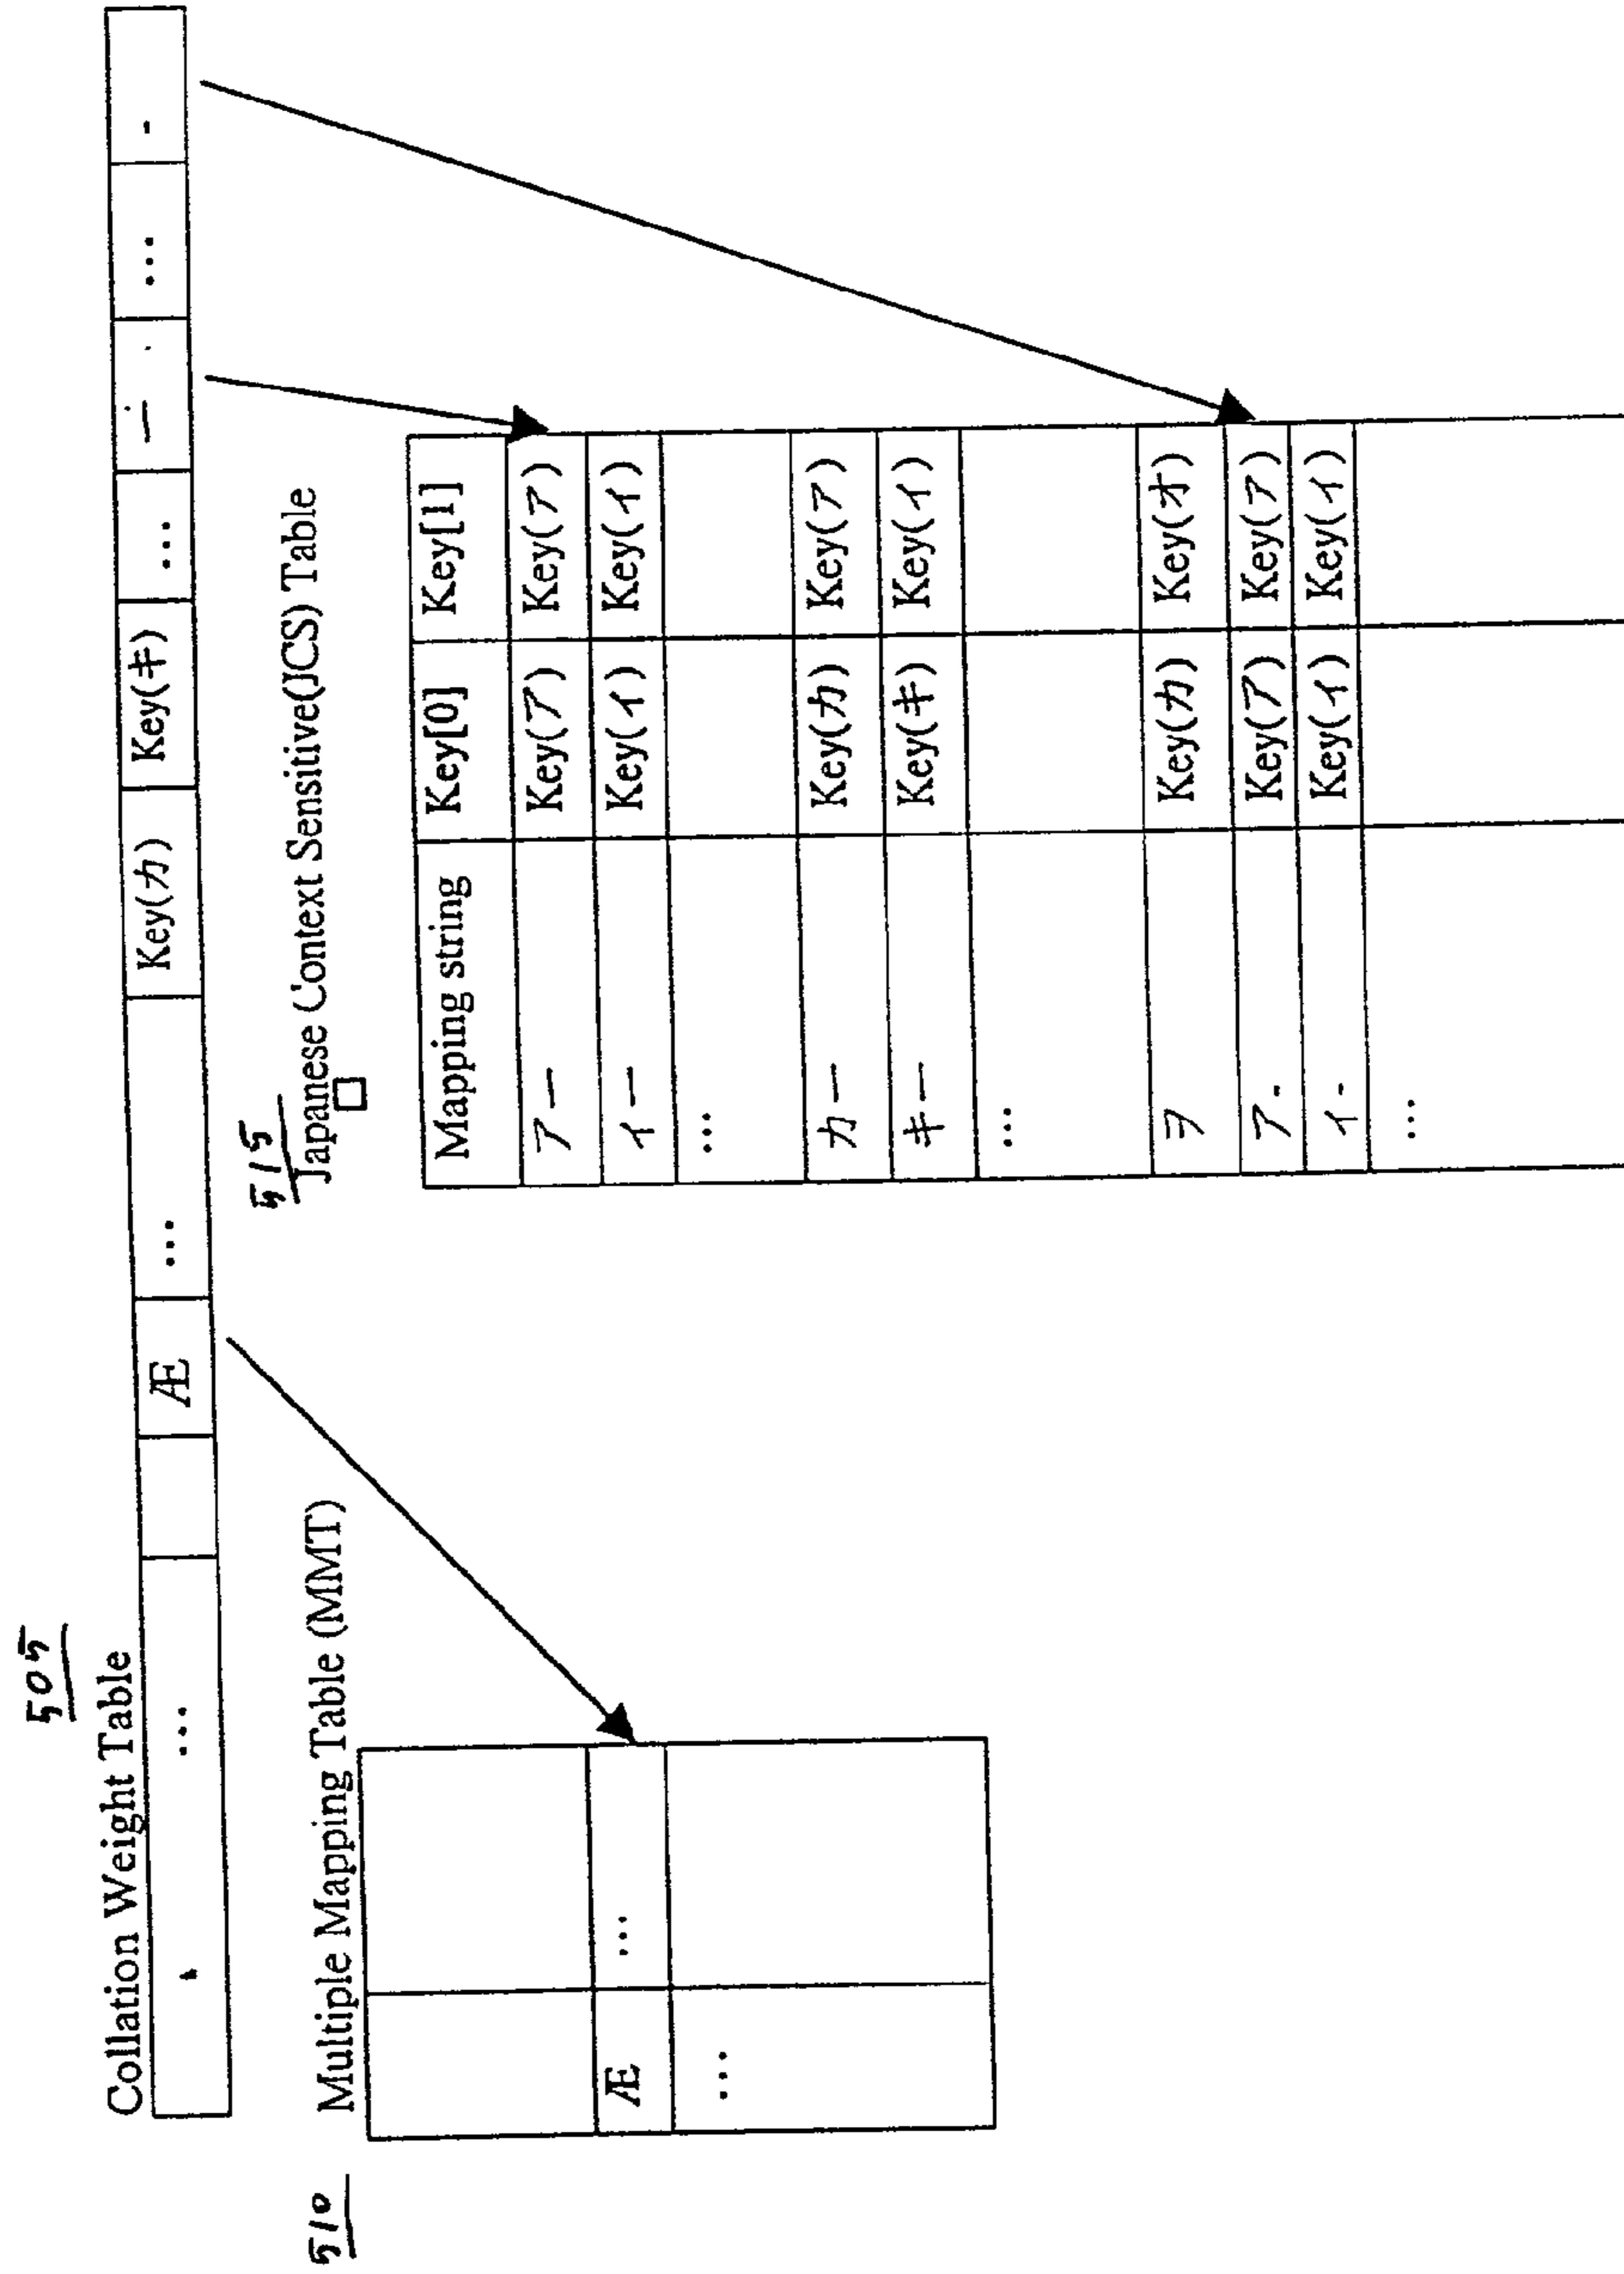 505
Collation Weight Table
... Æ ... Key(カ) Key(キ) ... ー ... -
510
Multiple Mapping Table (MMT)
Æ ...
...
515
Japanese Context Sensitive(JCS) Table
Mapping string Key[0] Key[1]
アー Key(ア) Key(ア)
イー Key(イ) Key(イ)
...
カー Key(カ) Key(ア)
キー Key(キ) Key(イ)
...
ヲ Key(カ) Key(オ)
ア- Key(ア) Key(ア)
イ- Key(イ) Key(イ)
...